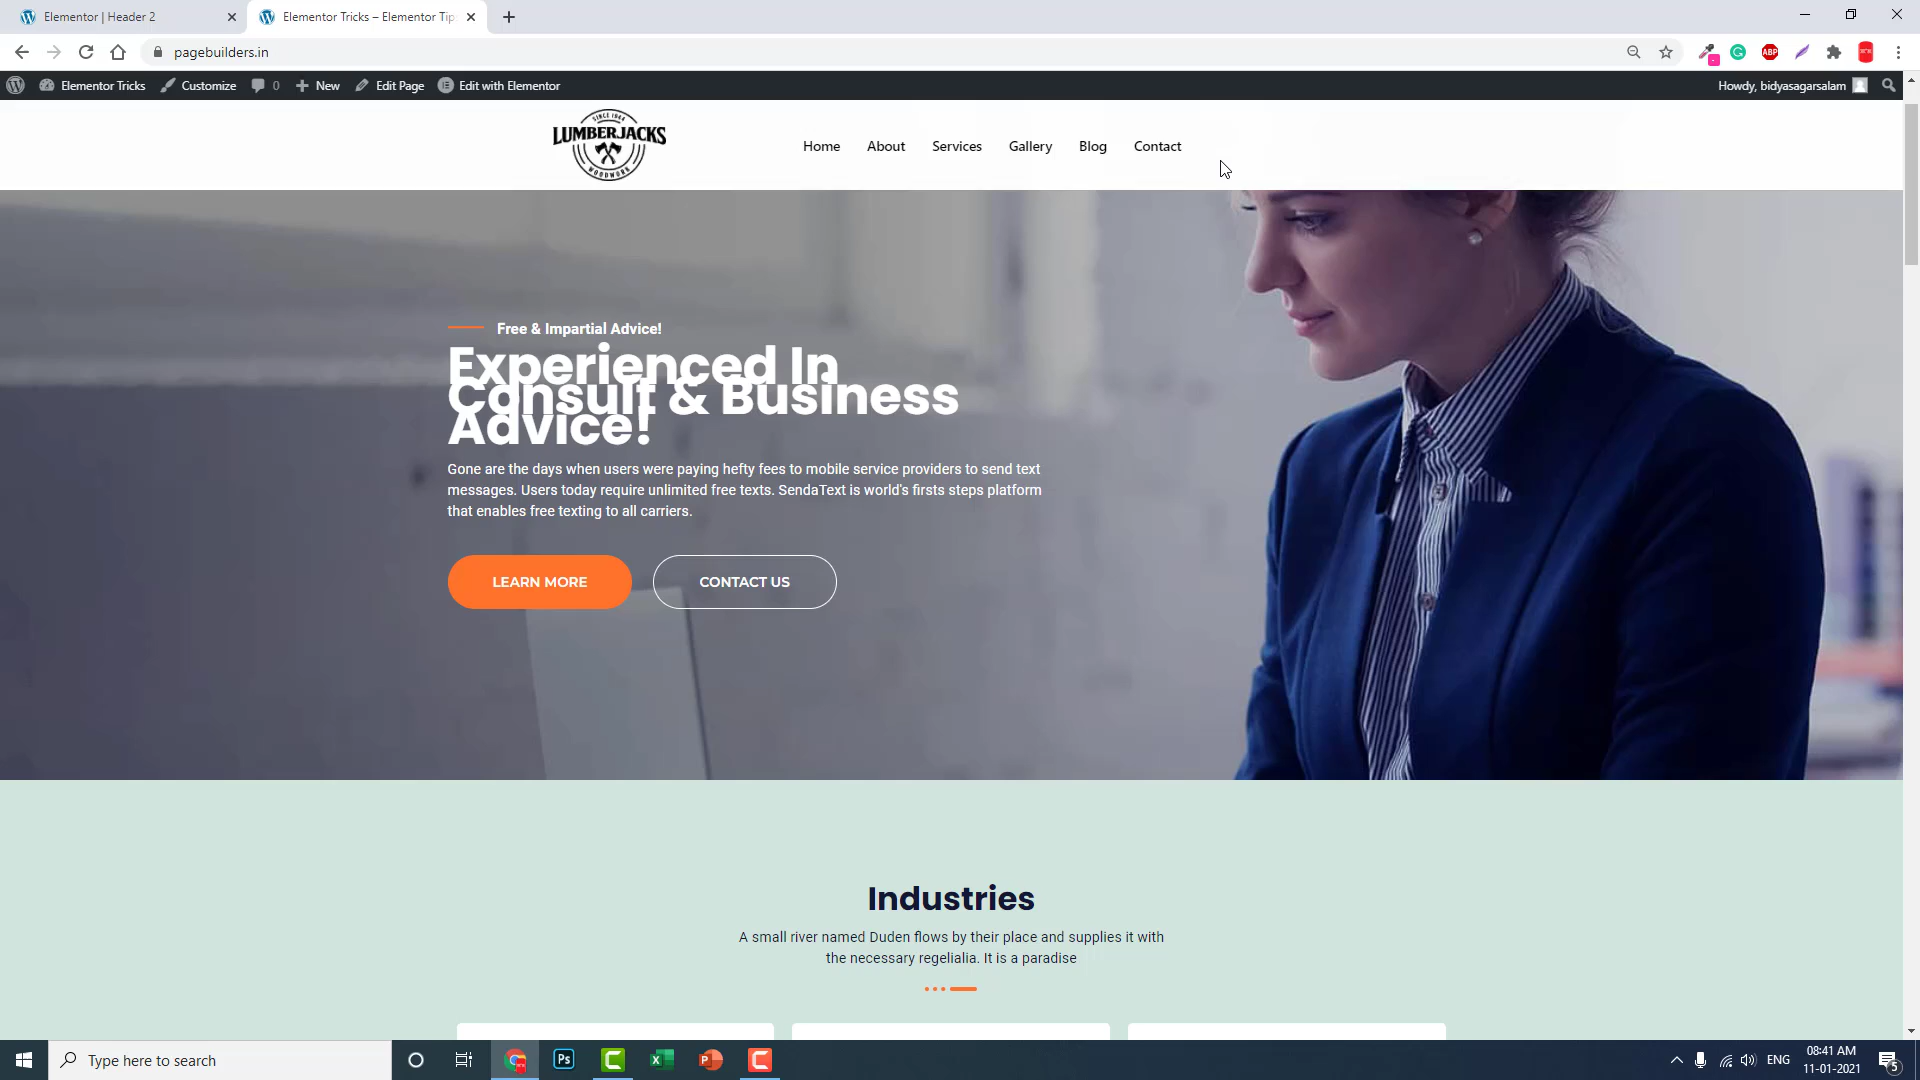 Elementor | Header 2
Elementor Tricks – Elementor Tip
pagebuilders.in
ABP
Elementor Tricks
Customize
0
New
Edit Page
Edit with Elementor
Howdy, bidyasagarsalam
SINCE 1944
LUMBERJACKS
WOODWORK
Home
About
Services
Gallery
Blog
Contact
Free & Impartial Advice!
Experienced In
Consult & Business
Advice!
Gone are the days when users were paying hefty fees to mobile service providers to send text
messages. Users today require unlimited free texts. SendaText is world's firsts steps platform
that enables free texting to all carriers.
LEARN MORE
CONTACT US
Industries
A small river named Duden flows by their place and supplies it with
the necessary regelialia. It is a paradise
Type here to search
Ps
ENG
08:41 AM
11-01-2021
5